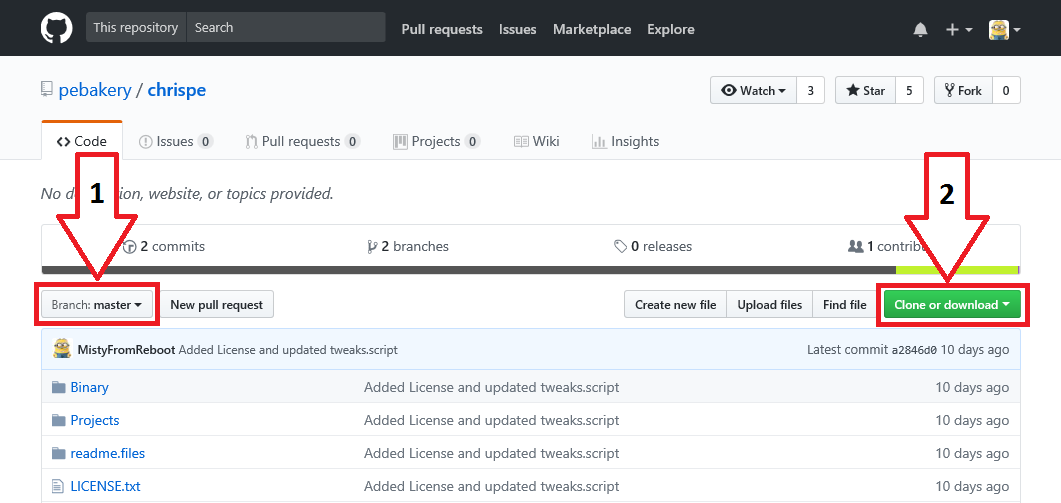 This repository Search Pull requests Issues Marketplace Explore
pebakery / chrispe Watch 3 Star 5 Fork 0
Code Issues 0 Pull requests 0 Projects 0 Wiki Insights
1 2
No d ion, website, or topics provided.
2 commits 2 branches 0 releases 1 contribu
Branch: master New pull request Create new file Upload files Find file Clone or download
MistyFromReboot Added License and updated tweaks.script Latest commit a2846d0 10 days ago
Binary Added License and updated tweaks.script 10 days ago
Projects Added License and updated tweaks.script 10 days ago
readme.files Added License and updated tweaks.script 10 days ago
LICENSE.txt Added License and updated tweaks.script 10 days ago